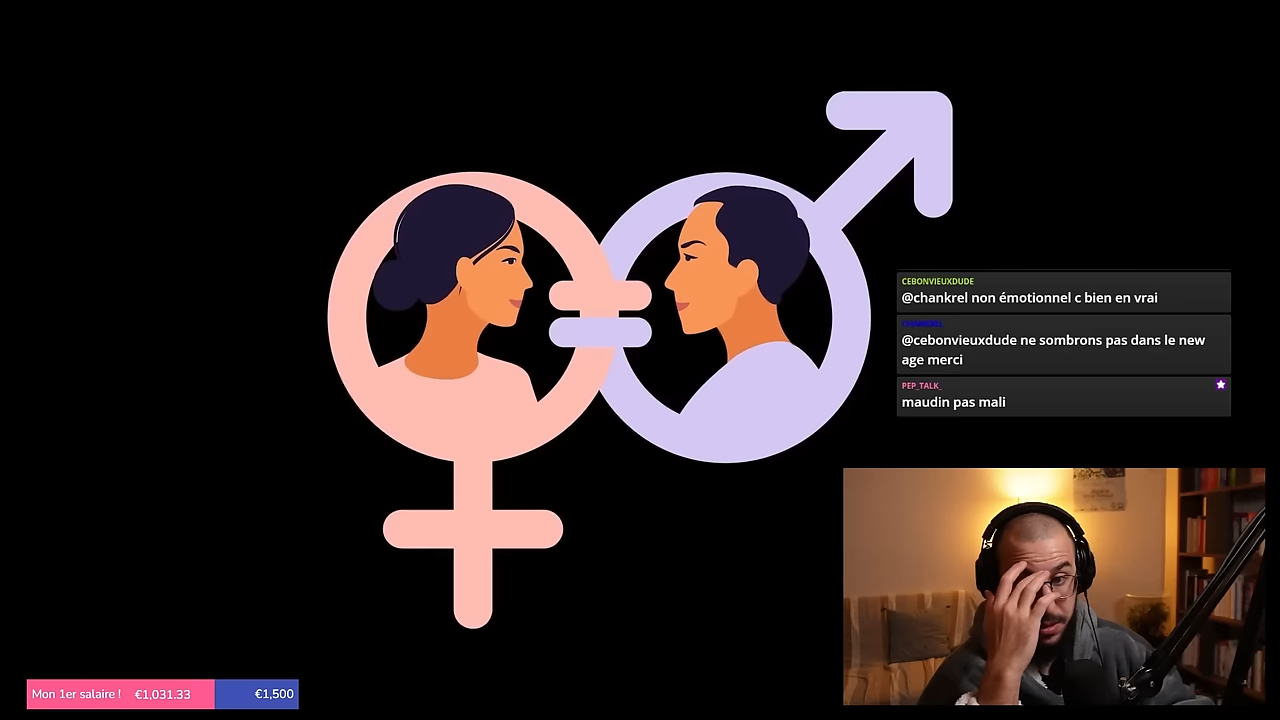 CEBONVIEUXDUDE
@chankrel non émotionnel c bien en vrai
CHANKREL
@cebonvieuxdude ne sombrons pas dans le new
age merci
PEP_TALK_
maudin pas mali
Mon 1er salaire ! €1,031.33 €1,500